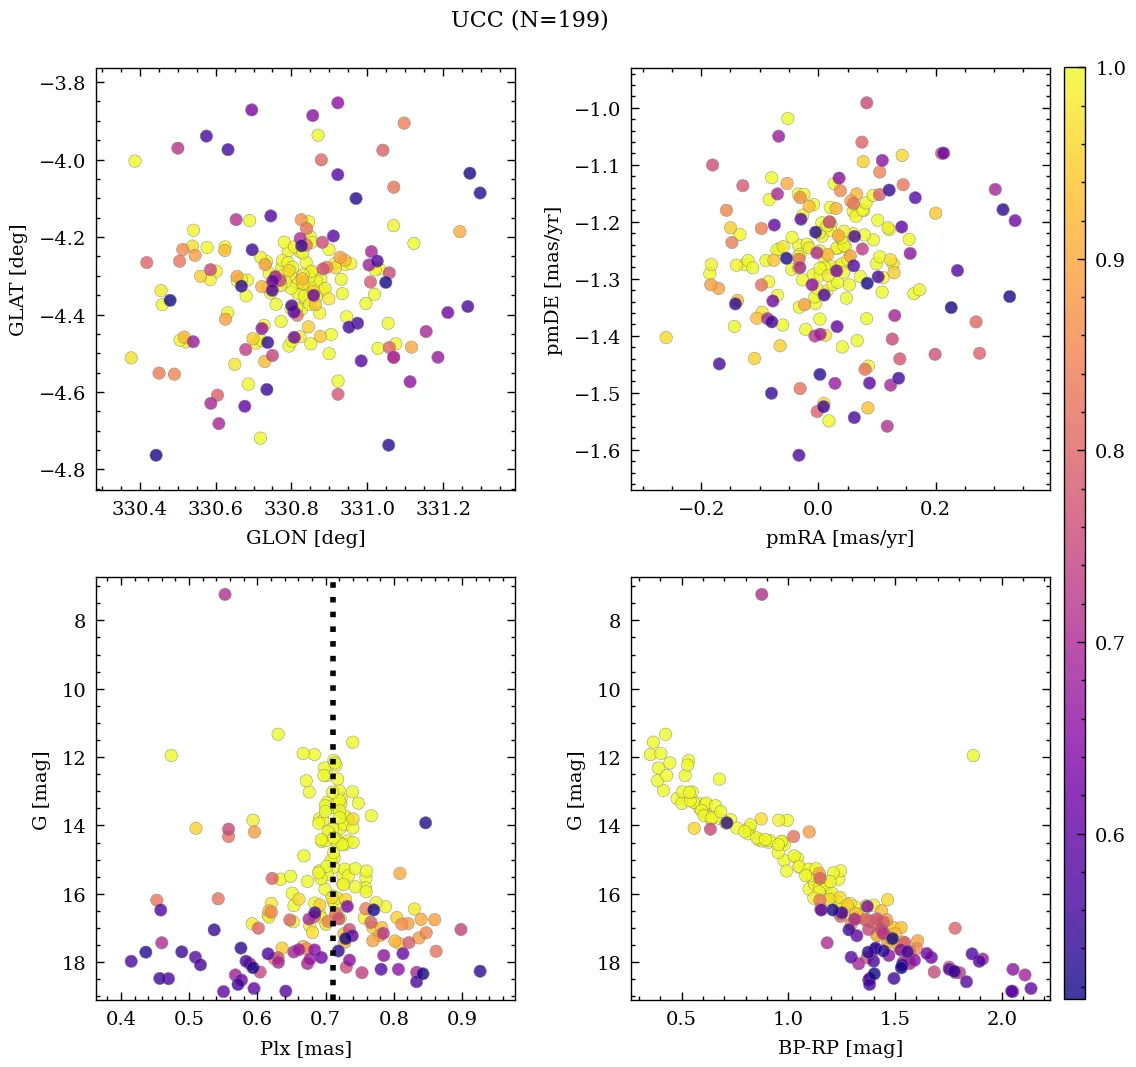 UCC (N=199)
−3.8
−4.0
−4.2
−4.4
−4.6
−4.8
GLAT [deg]
330.4 330.6 330.8 331.0 331.2
GLON [deg]
−1.0
−1.1
−1.2
−1.3
−1.4
−1.5
−1.6
pmDE [mas/yr]
−0.2 0.0 0.2
pmRA [mas/yr]
1.0
0.9
0.8
0.7
0.6
8
10
12
14
16
18
G [mag]
0.4 0.5 0.6 0.7 0.8 0.9
Plx [mas]
8
10
12
14
16
18
G [mag]
0.5 1.0 1.5 2.0
BP-RP [mag]